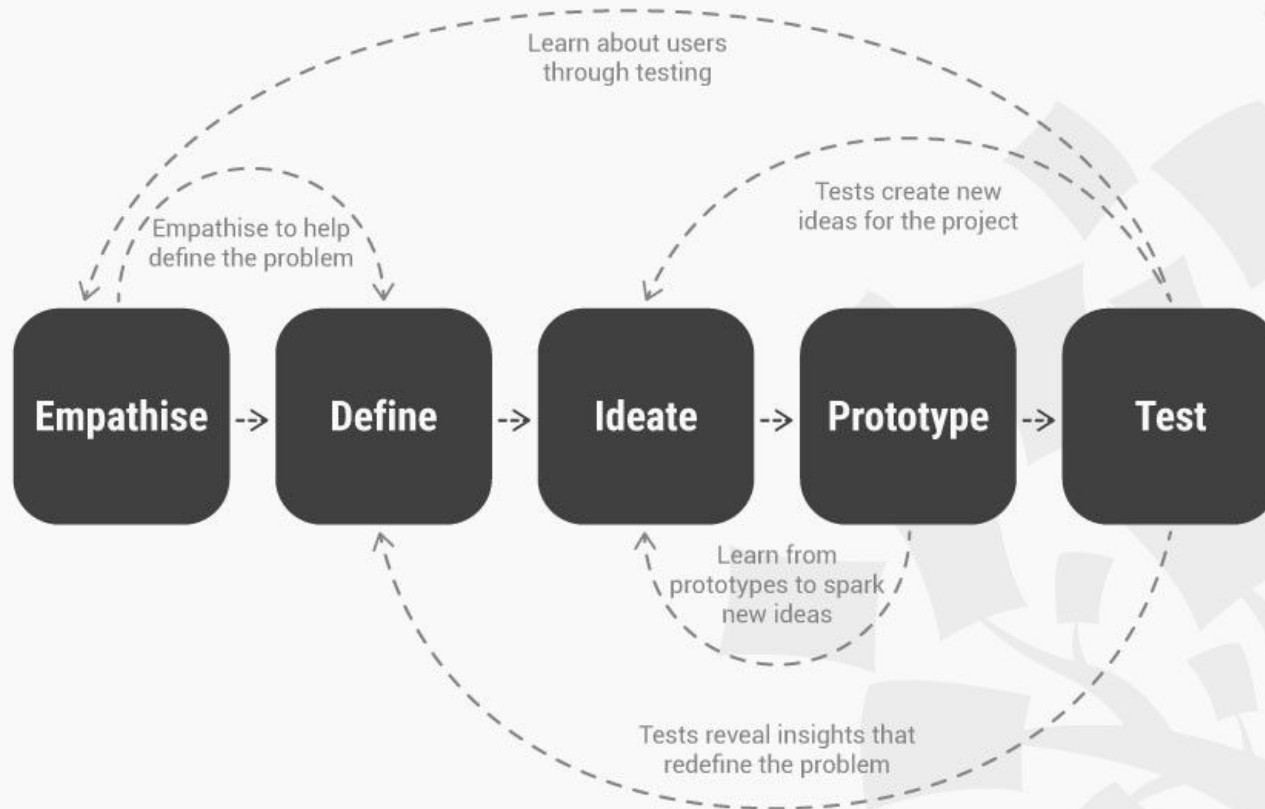 Learn about users
through testing
Tests create new
ideas for the project
Empathise to help
define the problem
Empathise
Define
Ideate
Prototype
Test
Learn from
prototypes to spark
new ideas
Tests reveal insights that
redefine the problem